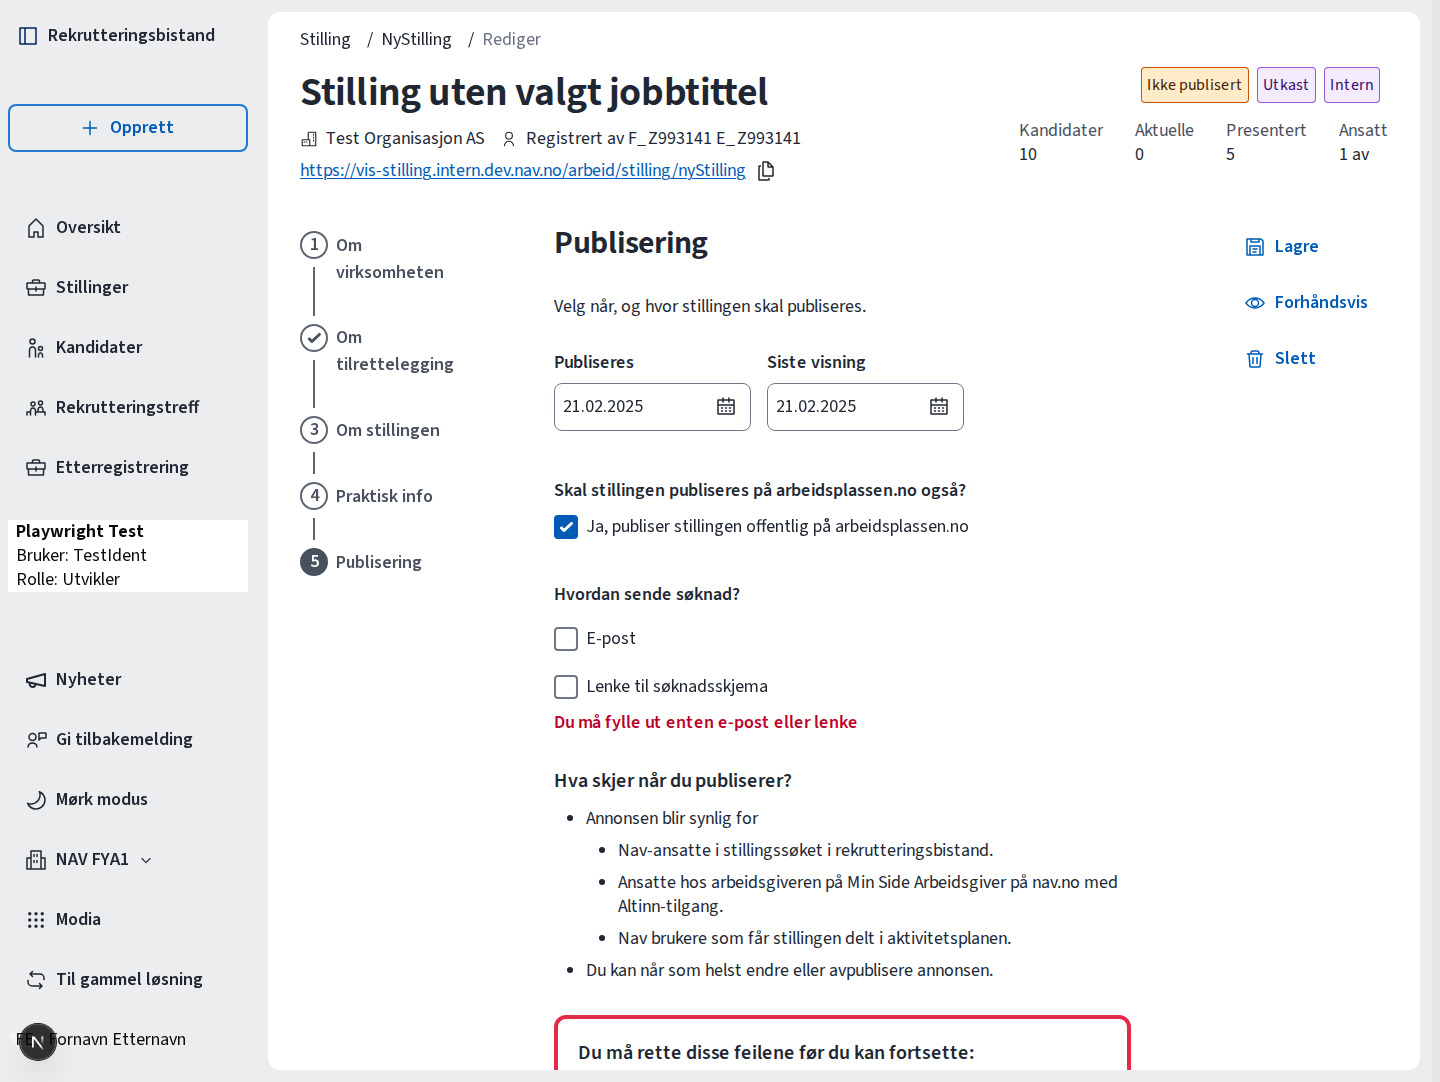 Rekrutteringsbistand
Opprett
Oversikt
Stillinger
Kandidater
Rekrutteringstreff
Etterregistrering
Playwright Test
Bruker: TestIdent
Rolle: Utvikler
Nyheter
Gi tilbakemelding
Mørk modus
NAV FYA1
Modia
Til gammel løsning
Fornavn Etternavn
Stilling / NyStilling / Rediger
Stilling uten valgt jobbtittel
Test Organisasjon AS Registrert av F_Z993141 E_Z993141
https://vis-stilling.intern.dev.nav.no/arbeid/stilling/nyStilling
Ikke publisert Utkast Intern
Kandidater Aktuelle Presentert Ansatt
10 0 5 1 av
1 Om
virksomheten
Om
tilrettelegging
3 Om stillingen
4 Praktisk info
5 Publisering
Publisering
Velg når, og hvor stillingen skal publiseres.
Publiseres Siste visning
21.02.2025 21.02.2025
Skal stillingen publiseres på arbeidsplassen.no også?
Ja, publiser stillingen offentlig på arbeidsplassen.no
Hvordan sende søknad?
E-post
Lenke til søknadsskjema
Du må fylle ut enten e-post eller lenke
Hva skjer når du publiserer?
Annonsen blir synlig for
Nav-ansatte i stillingssøket i rekrutteringsbistand.
Ansatte hos arbeidsgiveren på Min Side Arbeidsgiver på nav.no med
Altinn-tilgang.
Nav brukere som får stillingen delt i aktivitetsplanen.
Du kan når som helst endre eller avpublisere annonsen.
Du må rette disse feilene før du kan fortsette:
Lagre
Forhåndsvis
Slett